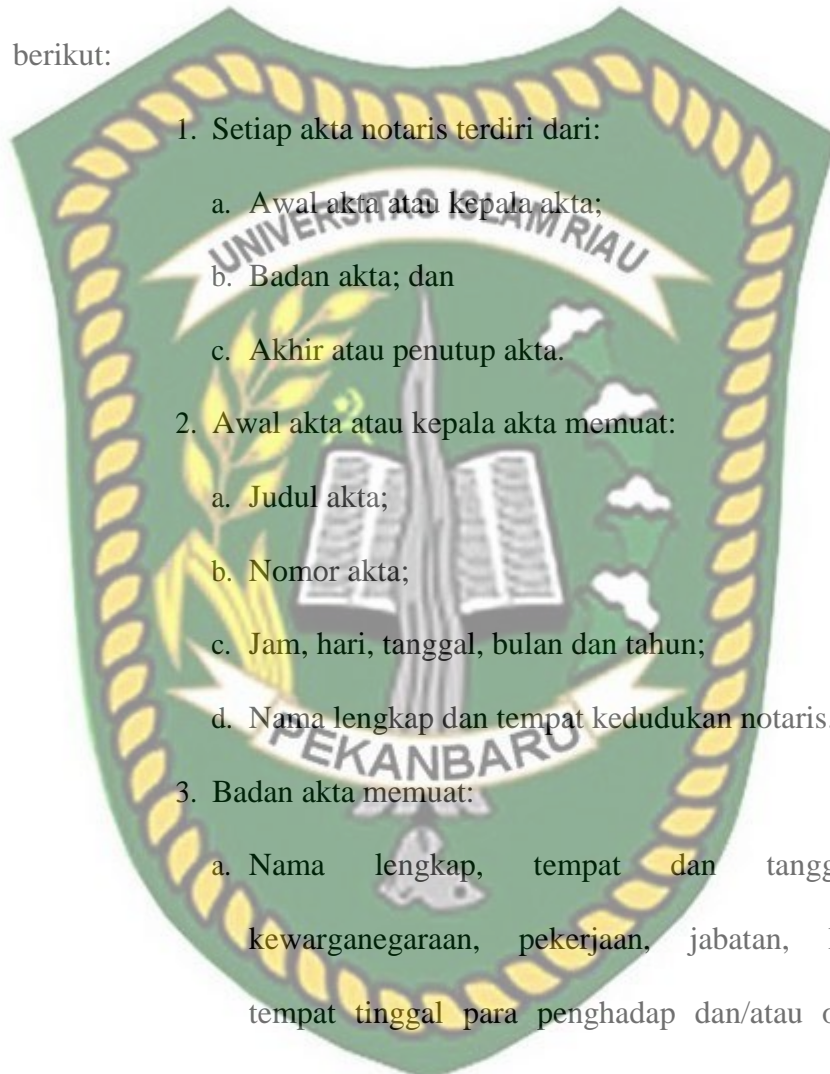 berikut:
1. Setiap akta notaris terdiri dari:
a. Awal akta atau kepala akta;
UNIVERSITAS ISLAM RIAU
b. Badan akta; dan
c. Akhir atau penutup akta.
2. Awal akta atau kepala akta memuat:
a. Judul akta;
b. Nomor akta;
c. Jam, hari, tanggal, bulan dan tahun;
d. Nama lengkap dan tempat kedudukan notaris.
PEKANBARU
3. Badan akta memuat:
a. Nama lengkap, tempat dan tangg
kewarganegaraan, pekerjaan, jabatan,
tempat tinggal para penghadap dan/atau o